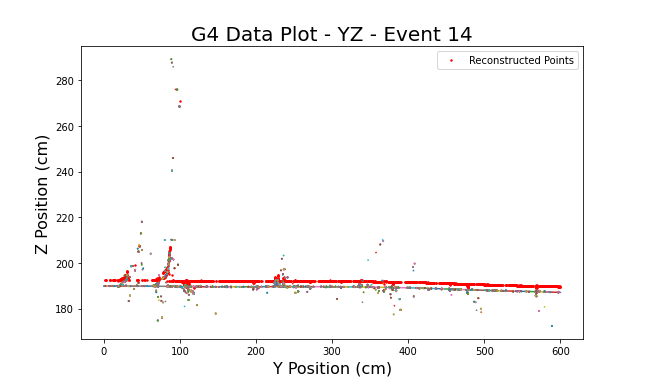 G4 Data Plot - YZ - Event 14
Reconstructed Points
Z Position (cm)
280
260
240
220
200
180
0 100 200 300 400 500 600
Y Position (cm)